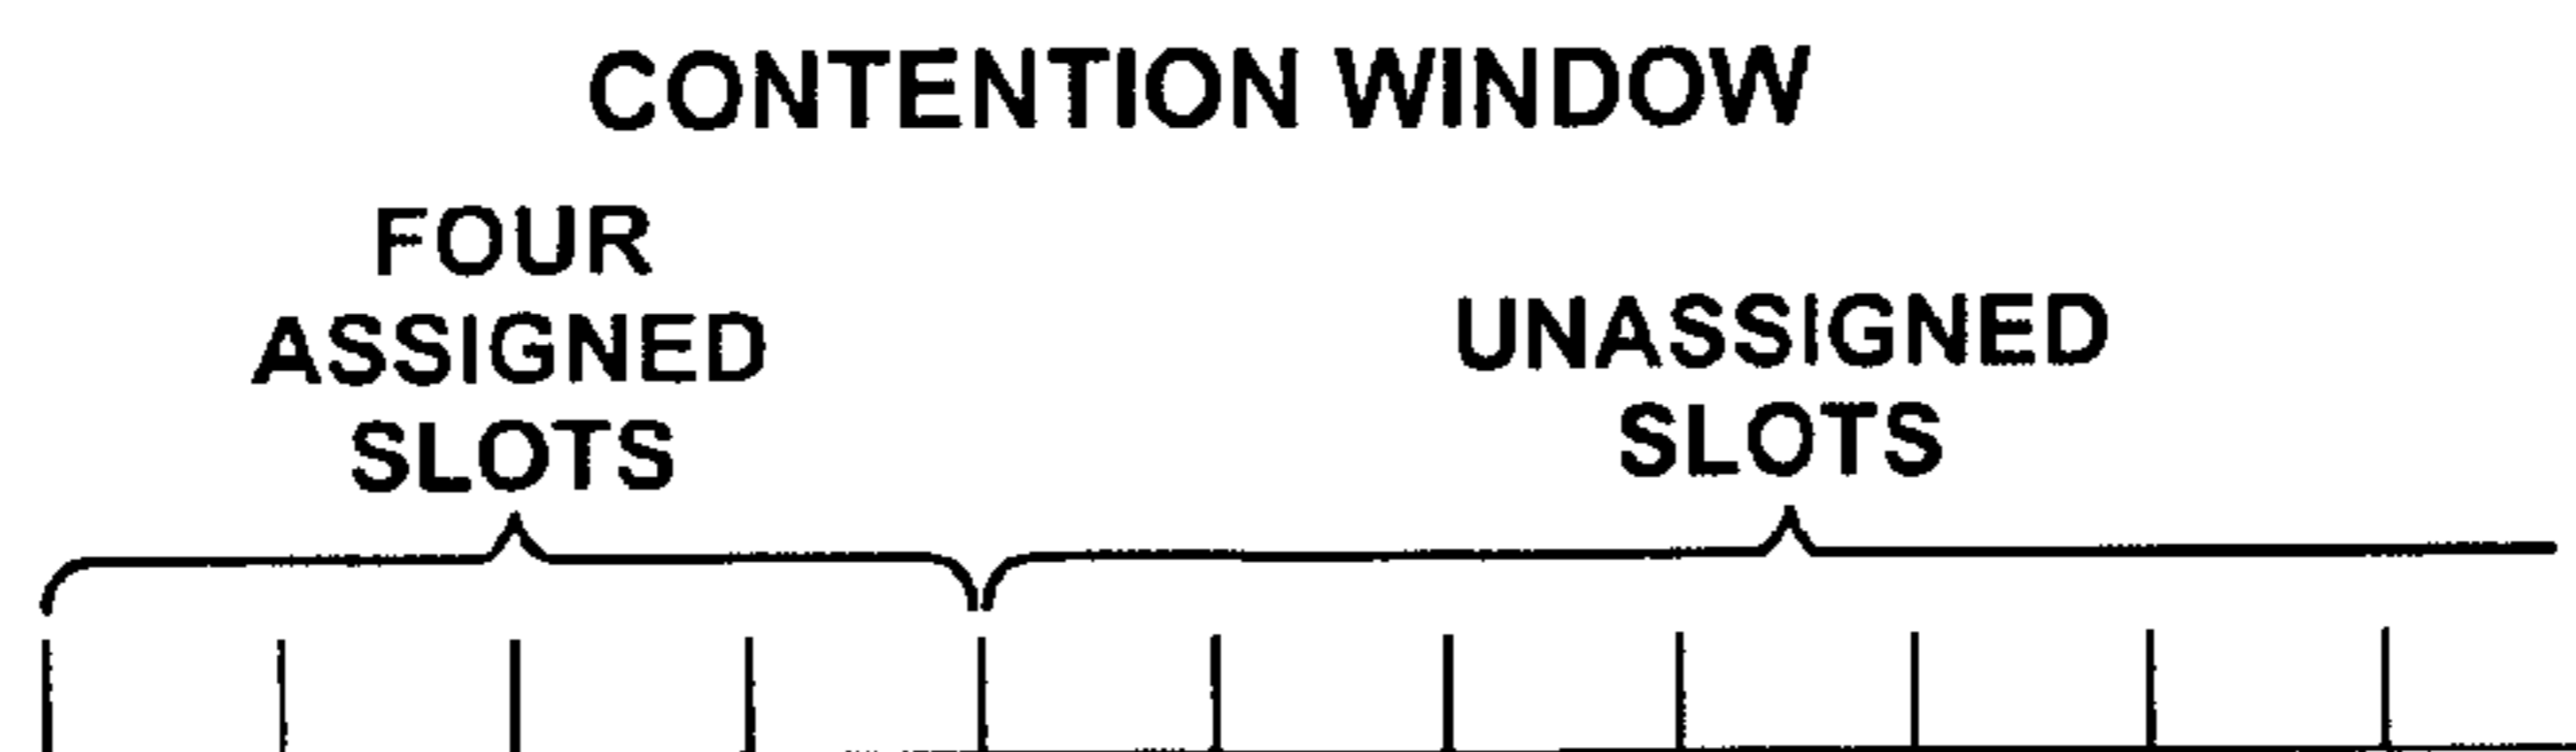 CONTENTION WINDOW
FOUR
ASSIGNED
SLOTS
UNASSIGNED
SLOTS